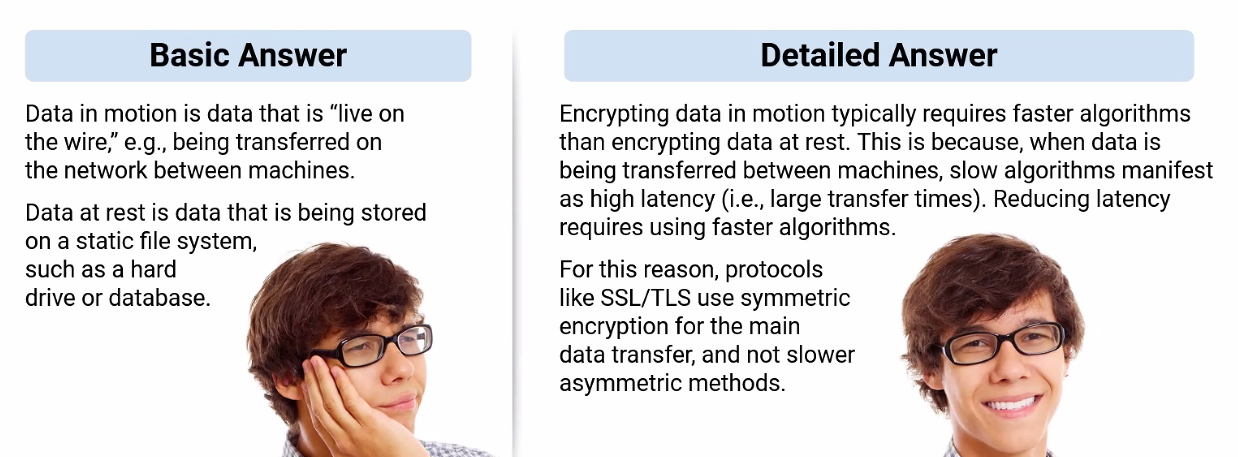 Basic Answer
Data in motion is data that is “live on
the wire,” e.g., being transferred on
the network between machines.
Data at rest is data that is being stored
on a static file system,
such as a hard
drive or database.
Detailed Answer
Encrypting data in motion typically requires faster algorithms
than encrypting data at rest. This is because, when data is
being transferred between machines, slow algorithms manifest
as high latency (i.e., large transfer times). Reducing latency
requires using faster algorithms.
For this reason, protocols
like SSL/TLS use symmetric
encryption for the main
data transfer, and not slower
asymmetric methods.